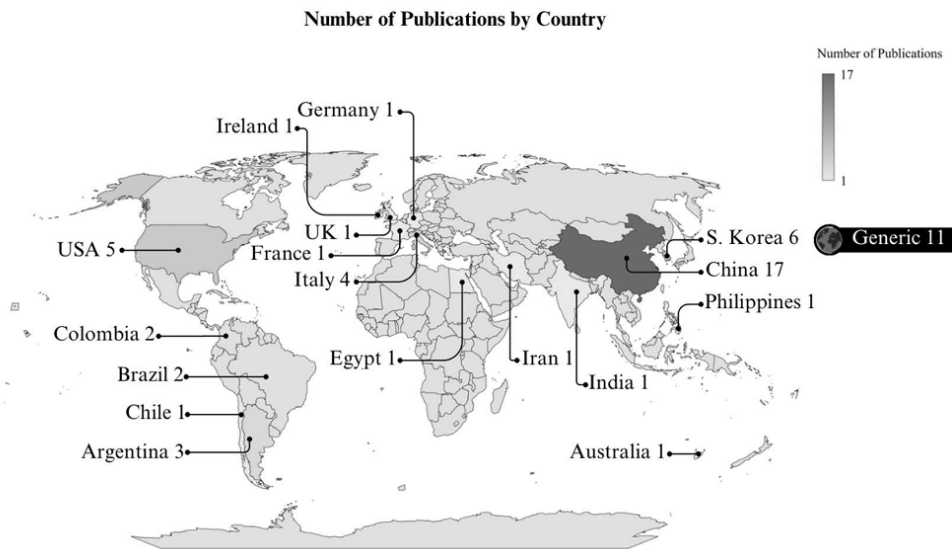 Number of Publications by Country
Number of Publications
17
1
Germany 1
Ireland 1
UK 1
France 1
Italy 4
USA 5
S. Korea 6
Generic 11
China 17
Philippines 1
Colombia 2
Egypt 1
Iran 1
Brazil 2
India 1
Chile 1
Argentina 3
Australia 1